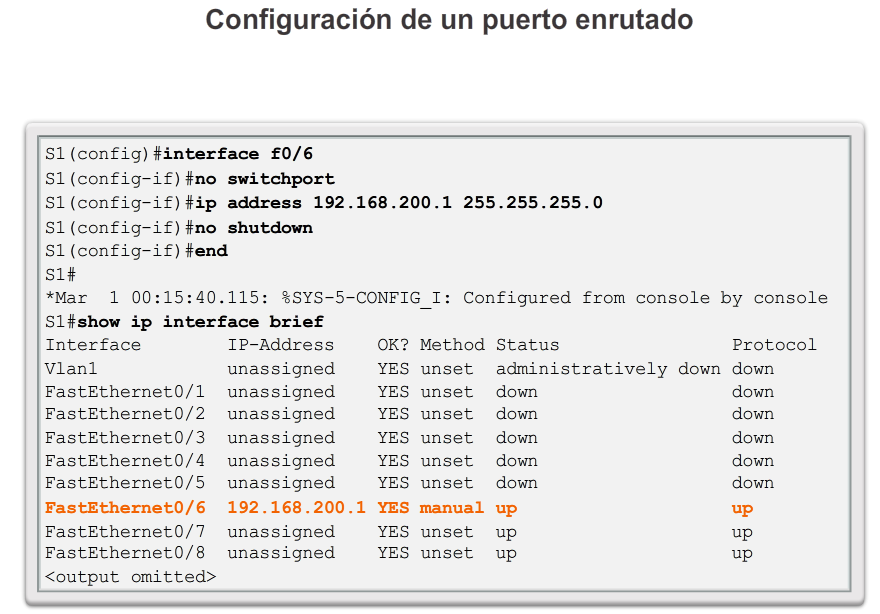 Configuración de un puerto enrutado
S1(config)#interface f0/6
S1(config-if)#no switchport
S1(config-if)#ip address 192.168.200.1 255.255.255.0
S1(config-if)#no shutdown
S1(config-if)#end
S1#
*Mar  1 00:15:40.115: %SYS-5-CONFIG_I: Configured from console by console
S1#show ip interface brief
Interface        IP-Address    OK? Method Status                Protocol
Vlan1            unassigned    YES unset  administratively down down
FastEthernet0/1  unassigned    YES unset  down                  down
FastEthernet0/2  unassigned    YES unset  down                  down
FastEthernet0/3  unassigned    YES unset  down                  down
FastEthernet0/4  unassigned    YES unset  down                  down
FastEthernet0/5  unassigned    YES unset  down                  down
FastEthernet0/6  192.168.200.1 YES manual up                    up
FastEthernet0/7  unassigned    YES unset  up                    up
FastEthernet0/8  unassigned    YES unset  up                    up
<output omitted>